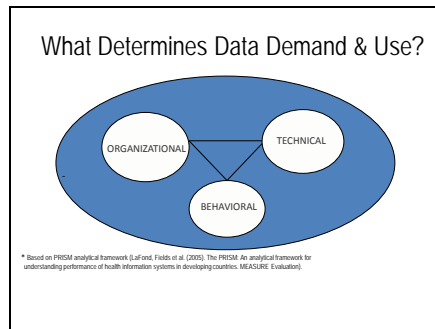 What Determines Data Demand & Use?
ORGANIZATIONAL
TECHNICAL
BEHAVIORAL
* Based on PRISM analytical framework (LaFond, Fields et al. (2005). The PRISM: An analytical framework for
understanding performance of health information systems in developing countries. MEASURE Evaluation).